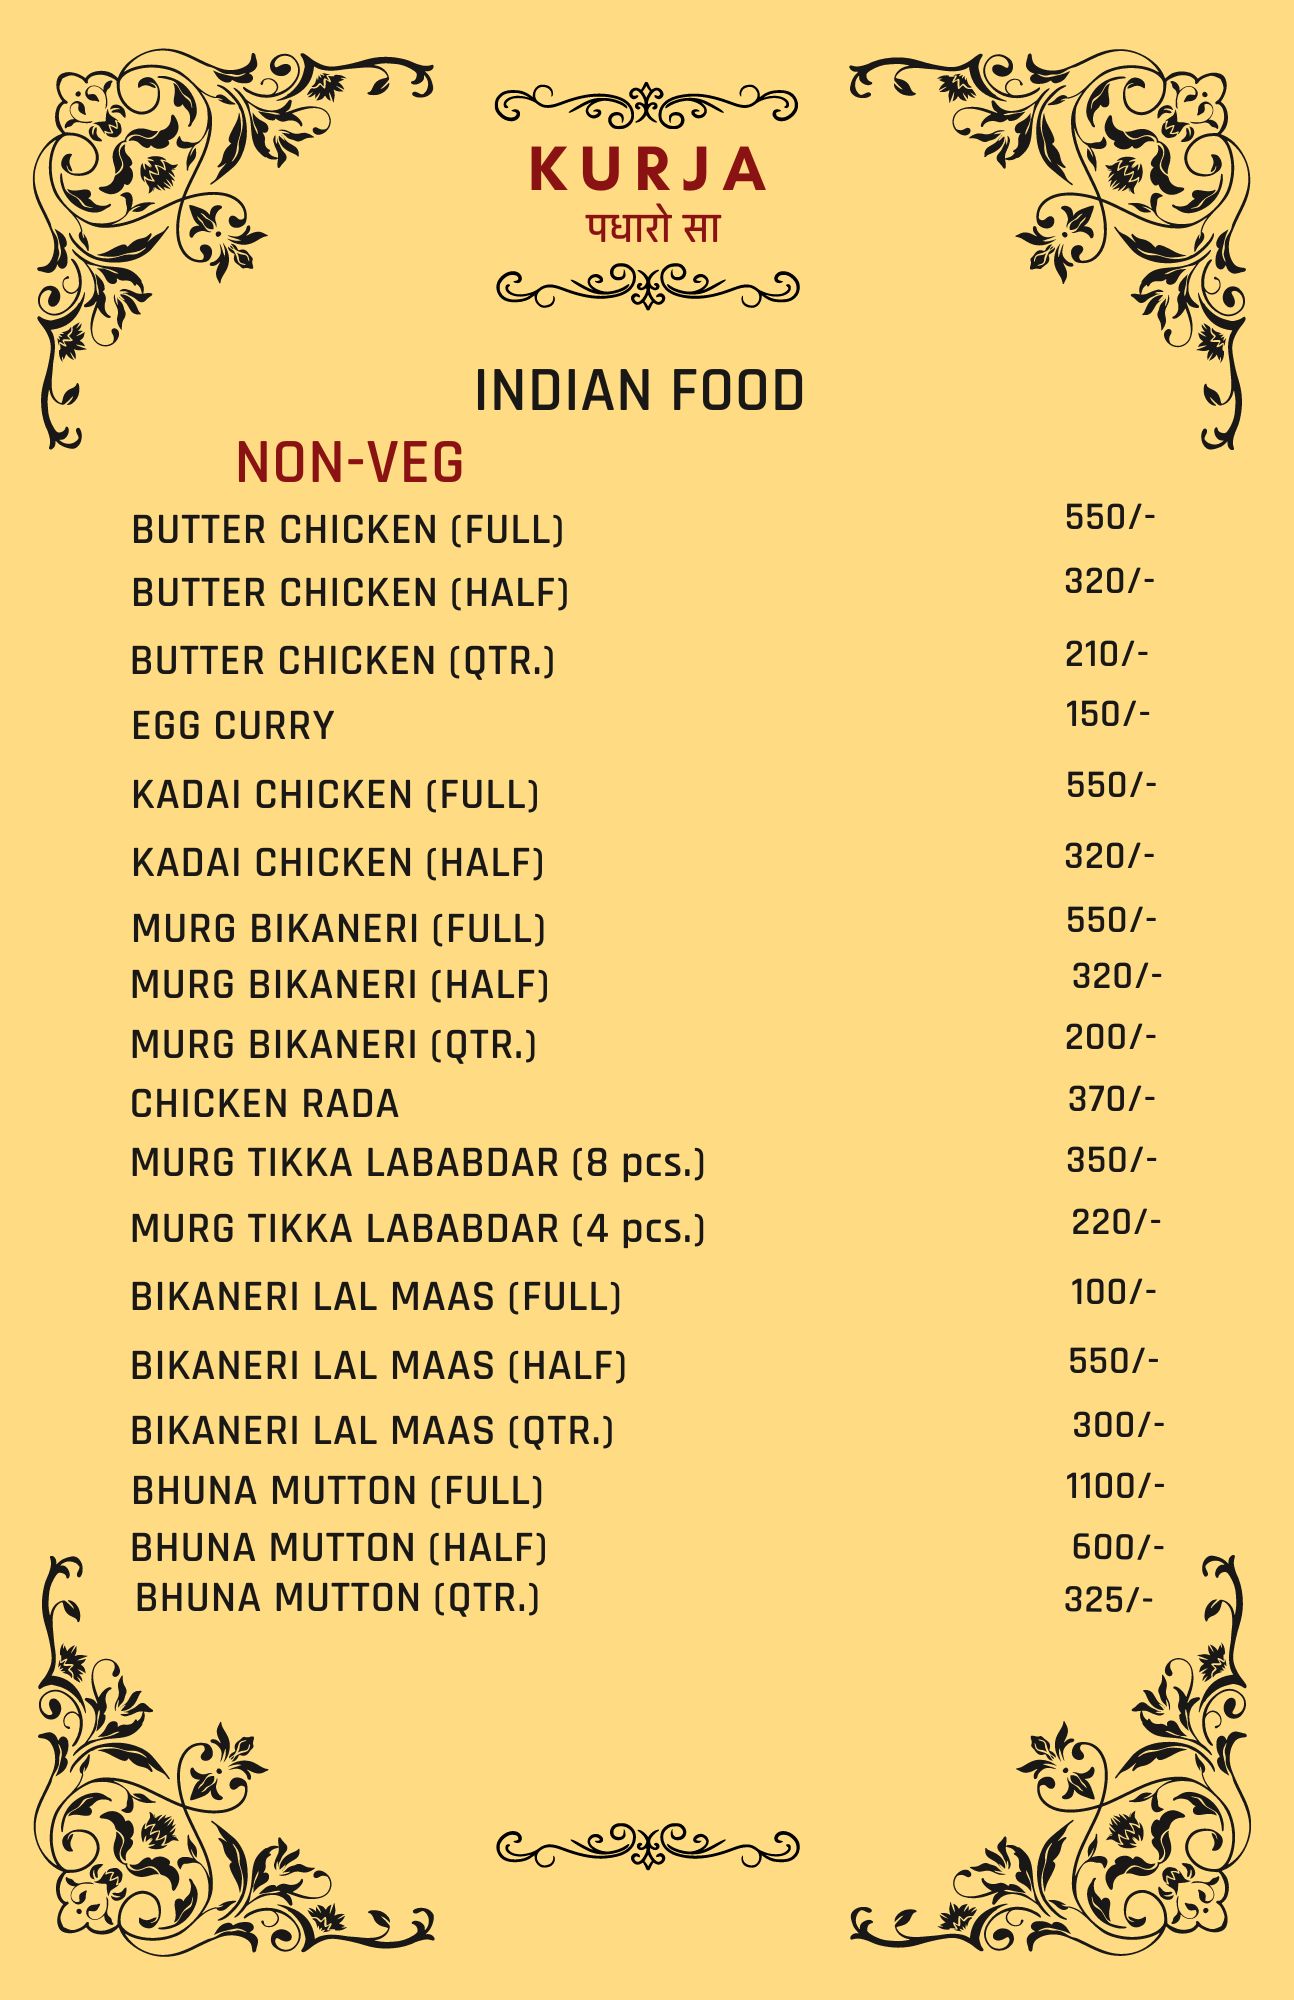 KURJA
पधारो सा
INDIAN FOOD
NON-VEG
BUTTER CHICKEN (FULL) 550/-
BUTTER CHICKEN (HALF) 320/-
BUTTER CHICKEN (QTR.) 210/-
EGG CURRY 150/-
KADAI CHICKEN (FULL) 550/-
KADAI CHICKEN (HALF) 320/-
MURG BIKANERI (FULL) 550/-
MURG BIKANERI (HALF) 320/-
MURG BIKANERI (QTR.) 200/-
CHICKEN RADA 370/-
MURG TIKKA LABABDAR (8 pcs.) 350/-
MURG TIKKA LABABDAR (4 pcs.) 220/-
BIKANERI LAL MAAS (FULL) 100/-
BIKANERI LAL MAAS (HALF) 550/-
BIKANERI LAL MAAS (QTR.) 300/-
BHUNA MUTTON (FULL) 1100/-
BHUNA MUTTON (HALF) 600/-
BHUNA MUTTON (QTR.) 325/-